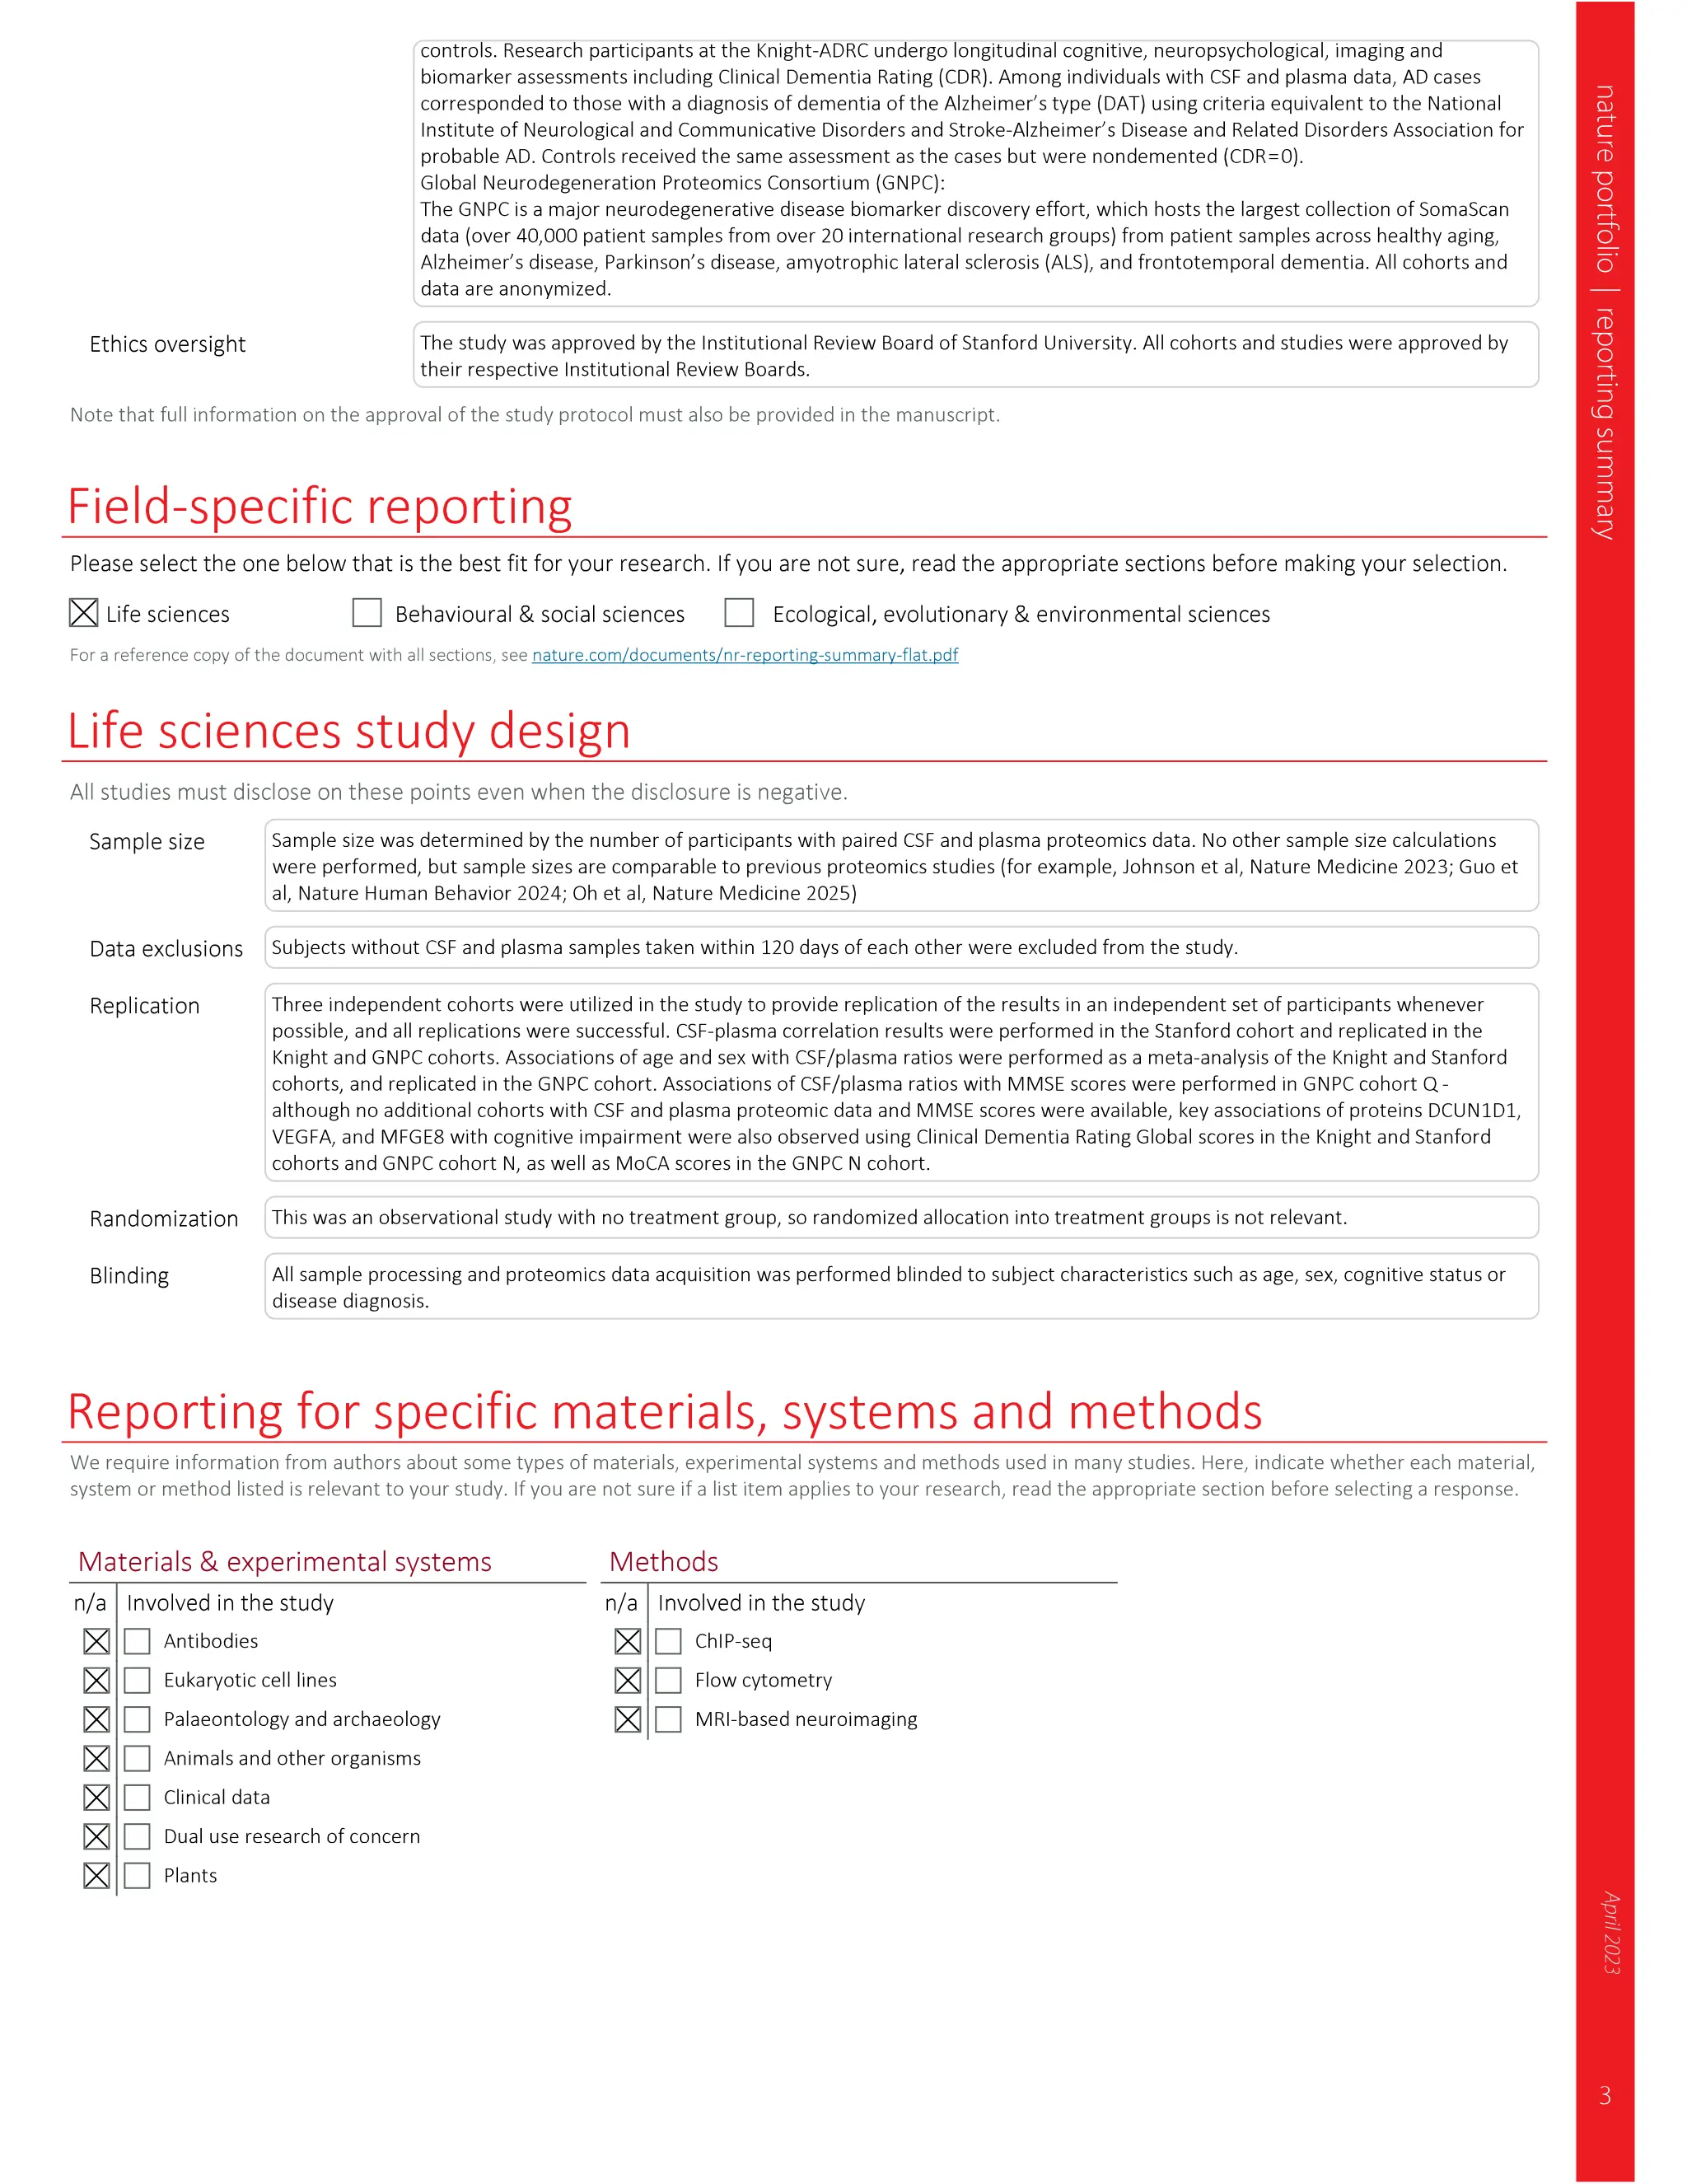 controls. Research participants at the Knight-ADRC undergo longitudinal cognitive, neuropsychological, imaging and
biomarker assessments including Clinical Dementia Rating (CDR). Among individuals with CSF and plasma data, AD cases
corresponded to those with a diagnosis of dementia of the Alzheimer's type (DAT) using criteria equivalent to the National
Institute of Neurological and Communicative Disorders and Stroke-Alzheimer's Disease and Related Disorders Association for
probable AD. Controls received the same assessment as the cases but were nondemented (CDR=0).
Global Neurodegeneration Proteomics Consortium (GNPC):
The GNPC is a major neurodegenerative disease biomarker discovery effort, which hosts the largest collection of SomaScan
data (over 40,000 patient samples from over 20 international research groups) from patient samples across healthy aging,
Alzheimer's disease, Parkinson's disease, amyotrophic lateral sclerosis (ALS), and frontotemporal dementia. All cohorts and
data are anonymized.
Ethics oversight
The study was approved by the Institutional Review Board of Stanford University. All cohorts and studies were approved by
their respective Institutional Review Boards.
Note that full information on the approval of the study protocol must also be provided in the manuscript.
Field-specific reporting
Please select the one below that is the best fit for your research. If you are not sure, read the appropriate sections before making your selection.
Life sciences Behavioural & social sciences Ecological, evolutionary & environmental sciences
For a reference copy of the document with all sections, see nature.com/documents/nr-reporting-summary-flat.pdf
Life sciences study design
All studies must disclose on these points even when the disclosure is negative.
Sample size
Sample size was determined by the number of participants with paired CSF and plasma proteomics data. No other sample size calculations
were performed, but sample sizes are comparable to previous proteomics studies (for example, Johnson et al, Nature Medicine 2023; Guo et
al, Nature Human Behavior 2024; Oh et al, Nature Medicine 2025)
Data exclusions
Subjects without CSF and plasma samples taken within 120 days of each other were excluded from the study.
Replication
Three independent cohorts were utilized in the study to provide replication of the results in an independent set of participants whenever
possible, and all replications were successful. CSF-plasma correlation results were performed in the Stanford cohort and replicated in the
Knight and GNPC cohorts. Associations of age and sex with CSF/plasma ratios were performed as a meta-analysis of the Knight and Stanford
cohorts, and replicated in the GNPC cohort. Associations of CSF/plasma ratios with MMSE scores were performed in GNPC cohort Q -
although no additional cohorts with CSF and plasma proteomic data and MMSE scores were available, key associations of proteins DCUN1D1,
VEGFA, and MFGE8 with cognitive impairment were also observed using Clinical Dementia Rating Global scores in the Knight and Stanford
cohorts and GNPC cohort N, as well as MoCA scores in the GNPC N cohort.
Randomization
This was an observational study with no treatment group, so randomized allocation into treatment groups is not relevant.
Blinding
All sample processing and proteomics data acquisition was performed blinded to subject characteristics such as age, sex, cognitive status or
disease diagnosis.
Reporting for specific materials, systems and methods
We require information from authors about some types of materials, experimental systems and methods used in many studies. Here, indicate whether each material,
system or method listed is relevant to your study. If you are not sure if a list item applies to your research, read the appropriate section before selecting a response.
Materials & experimental systems
n/a Involved in the study
Antibodies
Eukaryotic cell lines
Palaeontology and archaeology
Animals and other organisms
Clinical data
Dual use research of concern
Plants
Methods
n/a Involved in the study
ChIP-seq
Flow cytometry
MRI-based neuroimaging
nature portfolio | reporting summary
April 2023
3